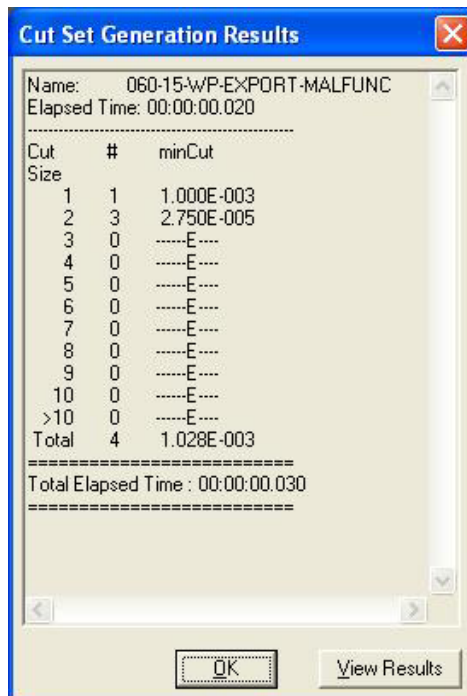 Cut Set Generation Results
Name: 060-15-WP-EXPORT-MALFUNC
Elapsed Time: 00:00:00.020
--------------------------------------------
Cut # minCut
Size
1 1 1.000E-003
2 3 2.750E-005
3 0 ------E----
4 0 ------E----
5 0 ------E----
6 0 ------E----
7 0 ------E----
8 0 ------E----
9 0 ------E----
10 0 ------E----
>10 0 ------E----
Total 4 1.028E-003
==========================
Total Elapsed Time : 00:00:00.030
==========================
OK View Results